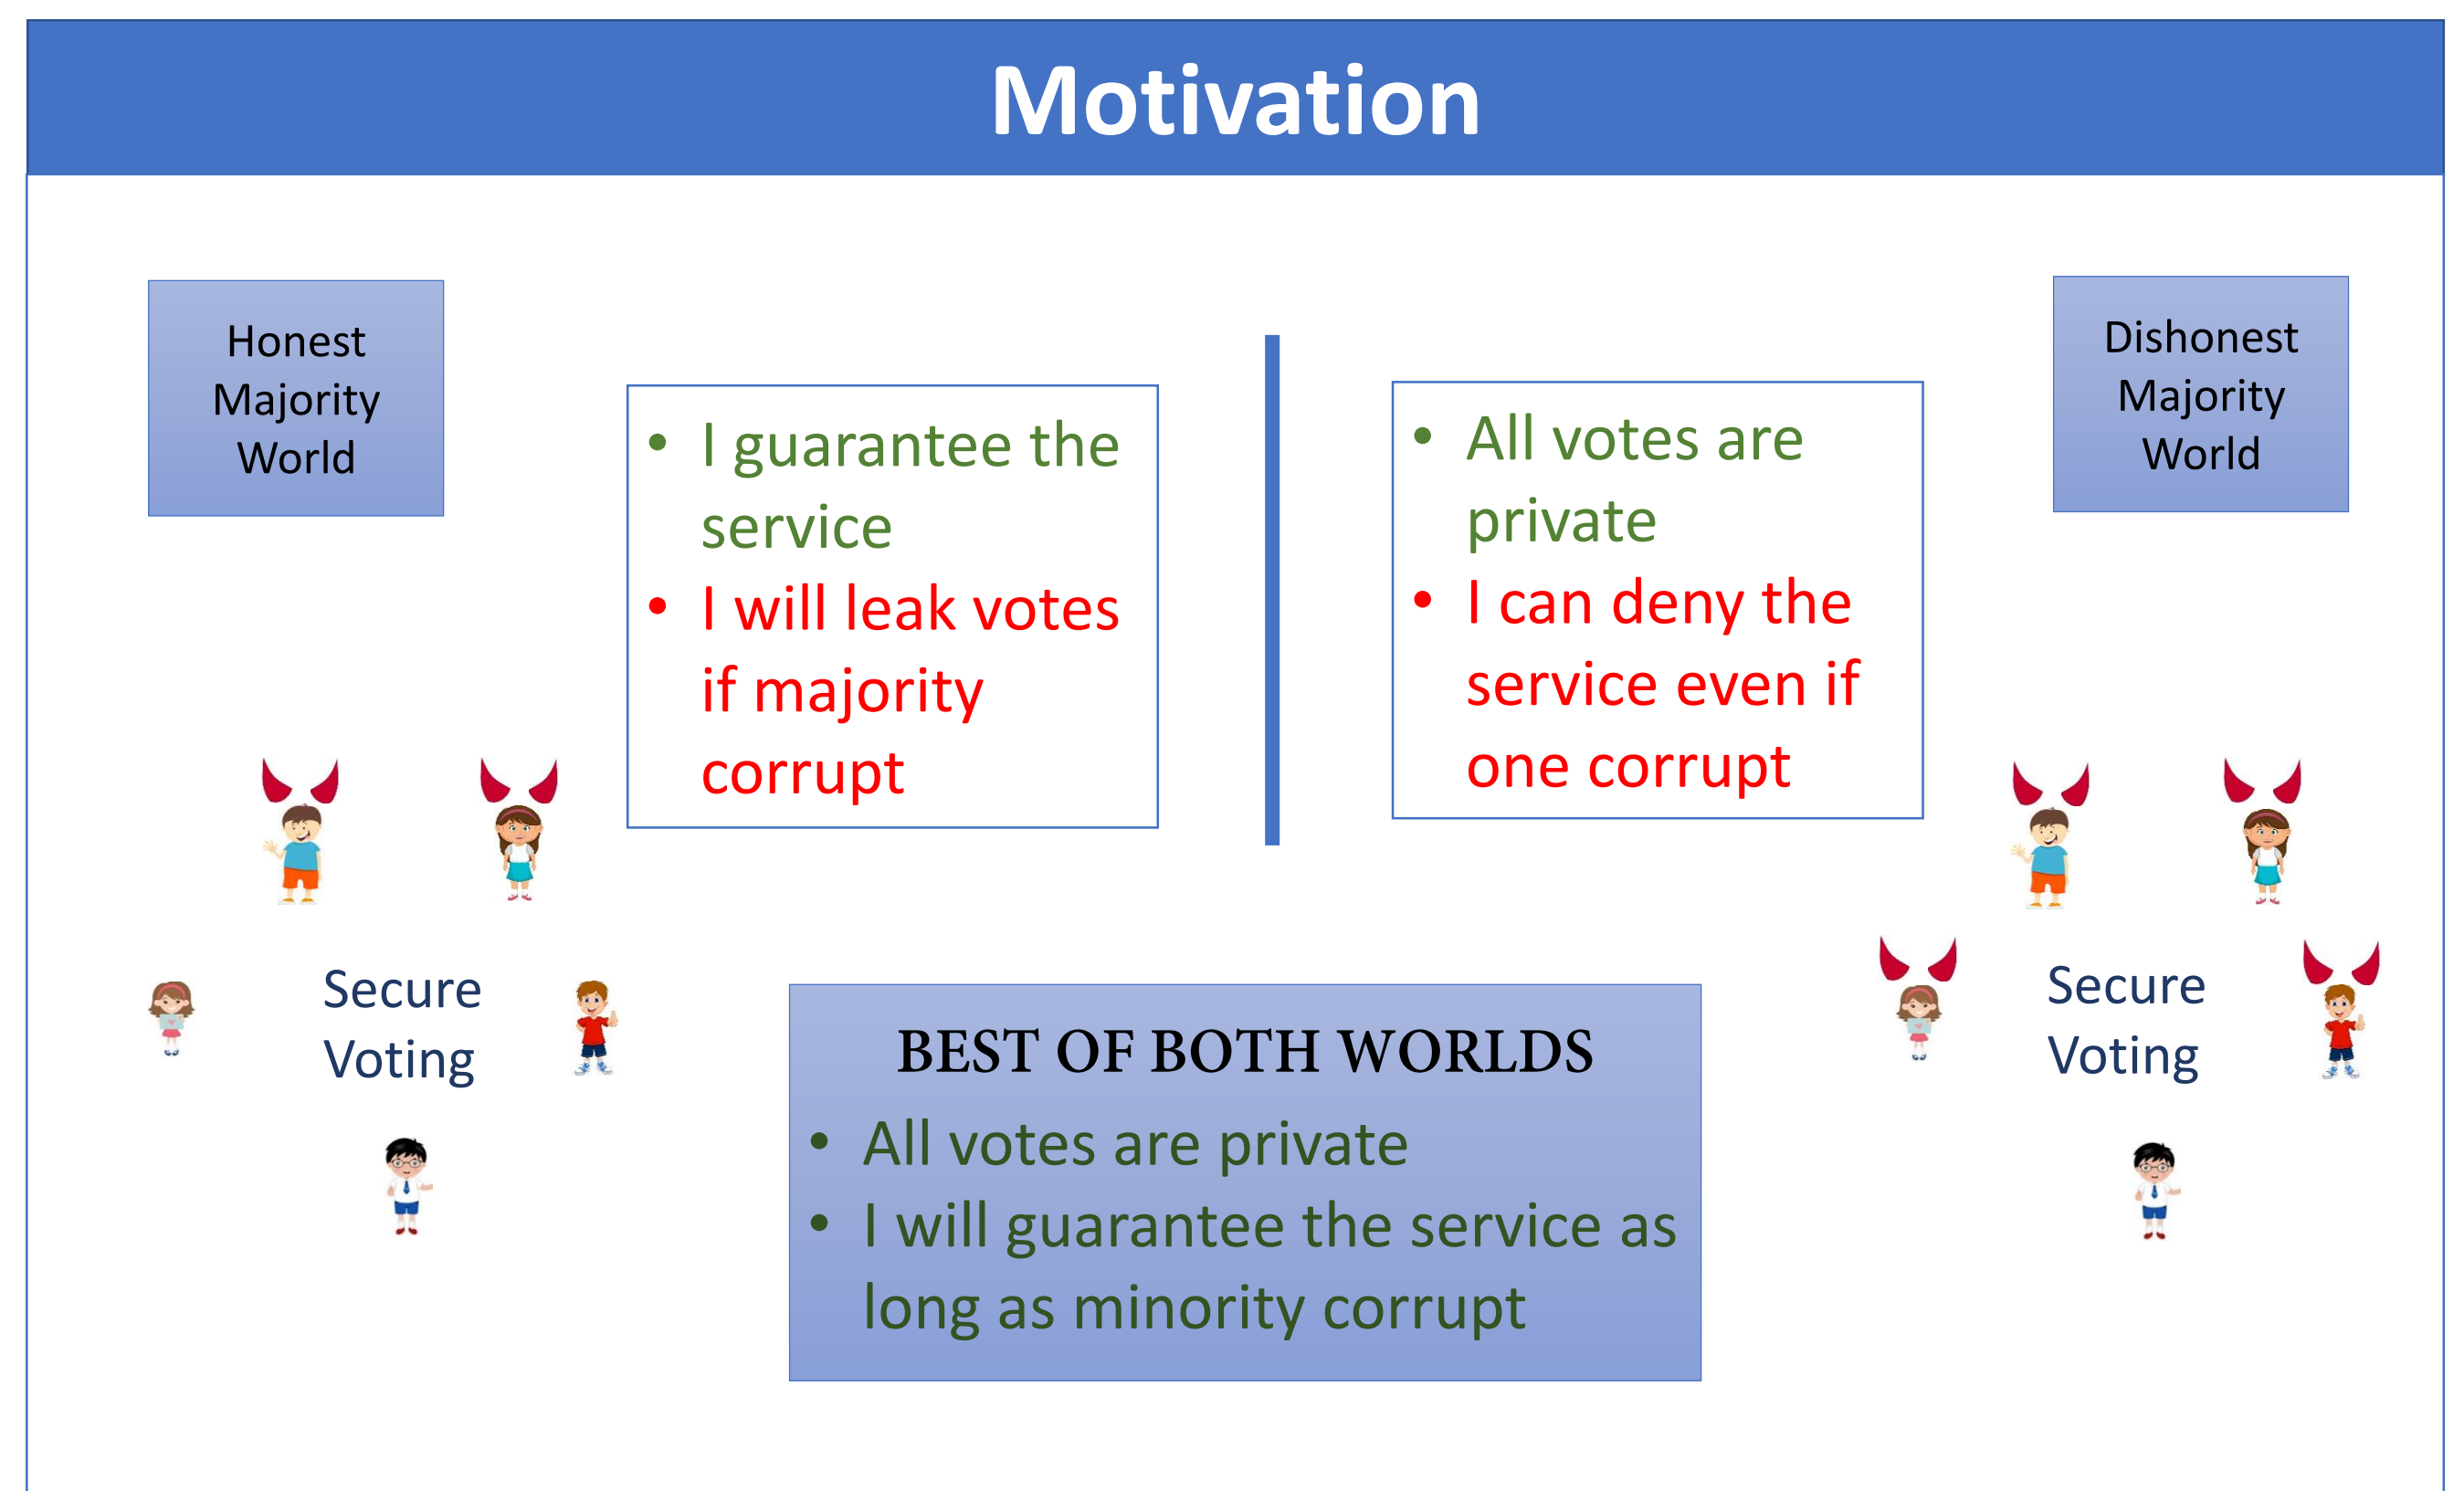 Motivation
Honest
Majority
World
• I guarantee the
service
• I will leak votes
if majority
corrupt
• All votes are
private
• I can deny the
service even if
one corrupt
Dishonest
Majority
World
Secure
Voting
BEST OF BOTH WORLDS
• All votes are private
• I will guarantee the service as
long as minority corrupt
Secure
Voting